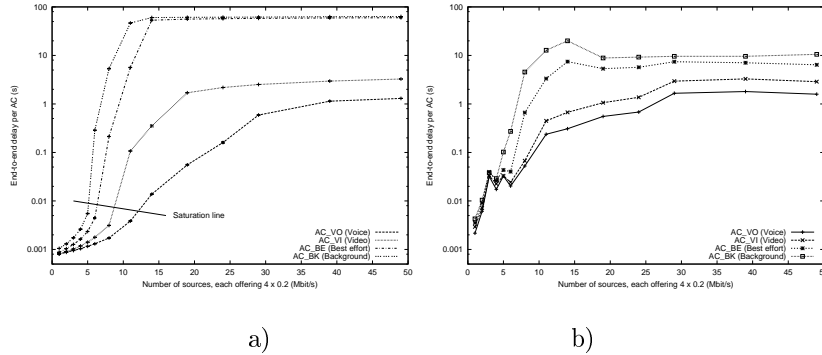 100
10
1
0.1
0.01
0.001
End-to-end delay per AC (s)
Saturation line
AC_VO (Voice)
AC_VI (Video)
AC_BE (Best effort)
AC_BK (Background)
0 5 10 15 20 25 30 35 40 45 50
Number of sources, each offering 4 x 0.2 (Mbit/s)
a)
100
10
1
0.1
0.01
0.001
End-to-end delay per AC (s)
AC_VO (Voice)
AC_VI (Video)
AC_BE (Best effort)
AC_BK (Background)
0 5 10 15 20 25 30 35 40 45 50
Number of sources, each offering 4 x 0.2 (Mbit/s)
b)